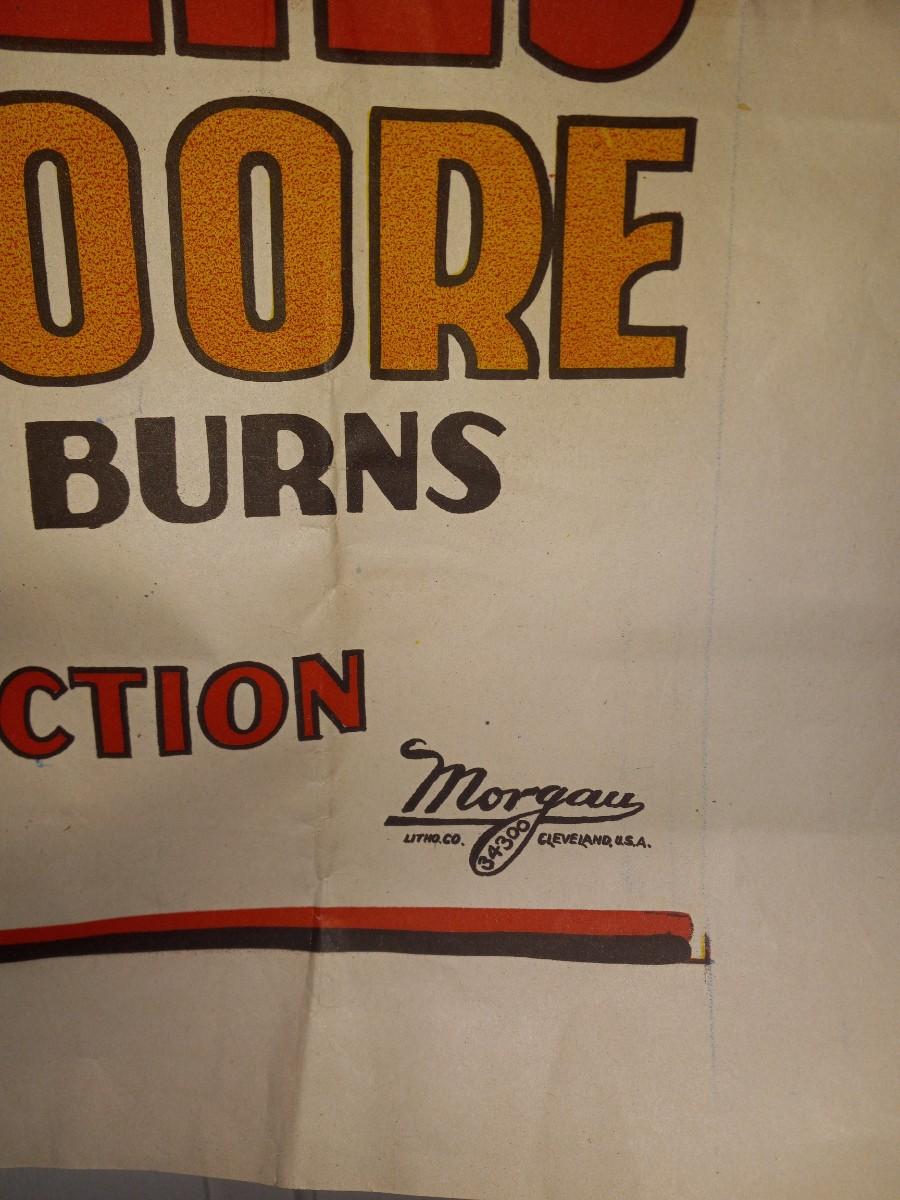 OORE
BURNS
CTION
Morgan
LITHO.CO. 34300 CLEVELAND, U.S.A.